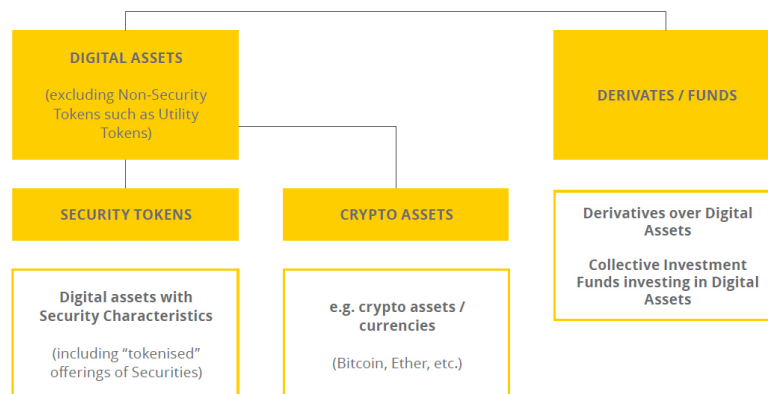 DIGITAL ASSETS
(excluding Non-Security
Tokens such as Utility
Tokens)
DERIVATES / FUNDS
SECURITY TOKENS
CRYPTO ASSETS
Derivatives over Digital
Assets
Collective Investment
Funds investing in Digital
Assets
Digital assets with
Security Characteristics
(including “tokenised”
offerings of Securities)
e.g. crypto assets /
currencies
(Bitcoin, Ether, etc.)